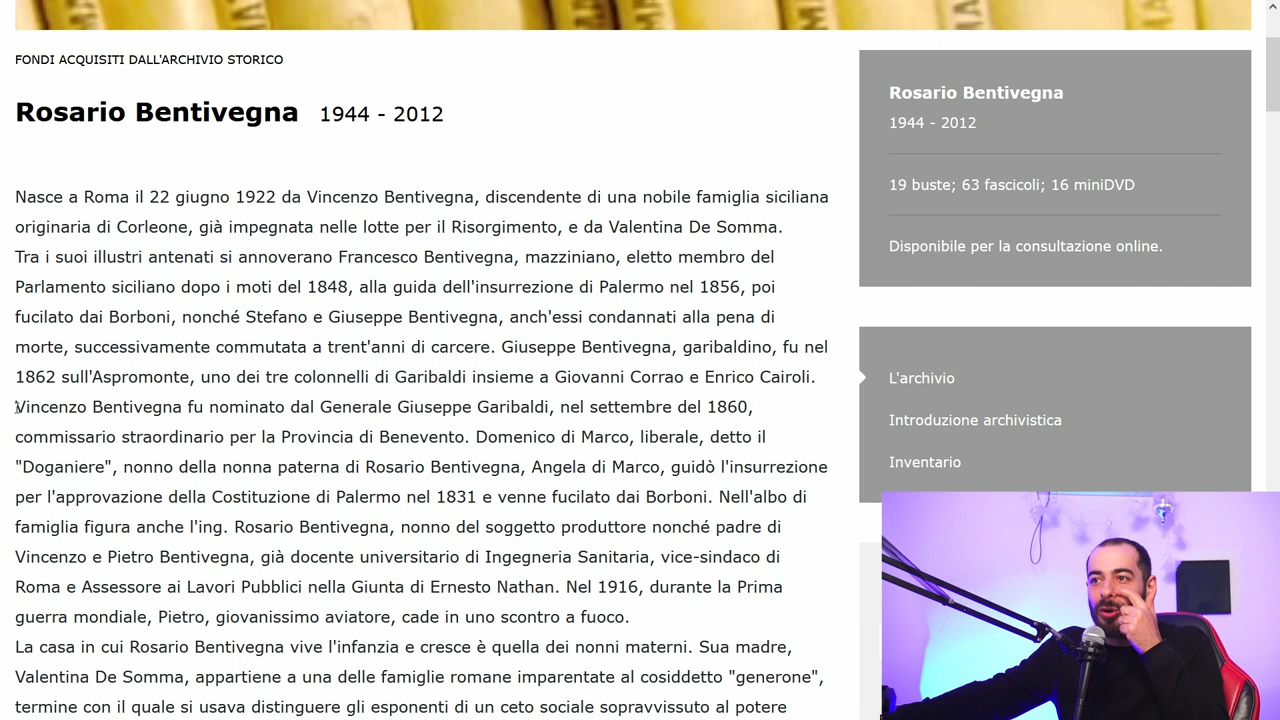 FONDI ACQUISITI DALL'ARCHIVIO STORICO
Rosario Bentivegna 1944 - 2012
Nasce a Roma il 22 giugno 1922 da Vincenzo Bentivegna, discendente di una nobile famiglia siciliana
originaria di Corleone, già impegnata nelle lotte per il Risorgimento, e da Valentina De Somma.
Tra i suoi illustri antenati si annoverano Francesco Bentivegna, mazziniano, eletto membro del
Parlamento siciliano dopo i moti del 1848, alla guida dell'insurrezione di Palermo nel 1856, poi
fucilato dai Borboni, nonché Stefano e Giuseppe Bentivegna, anch'essi condannati alla pena di
morte, successivamente commutata a trent'anni di carcere. Giuseppe Bentivegna, garibaldino, fu nel
1862 sull'Aspromonte, uno dei tre colonnelli di Garibaldi insieme a Giovanni Corrao e Enrico Cairoli.
Vincenzo Bentivegna fu nominato dal Generale Giuseppe Garibaldi, nel settembre del 1860,
commissario straordinario per la Provincia di Benevento. Domenico di Marco, liberale, detto il
"Doganiere", nonno della nonna paterna di Rosario Bentivegna, Angela di Marco, guidò l'insurrezione
per l'approvazione della Costituzione di Palermo nel 1831 e venne fucilato dai Borboni. Nell'albo di
famiglia figura anche l'ing. Rosario Bentivegna, nonno del soggetto produttore nonché padre di
Vincenzo e Pietro Bentivegna, già docente universitario di Ingegneria Sanitaria, vice-sindaco di
Roma e Assessore ai Lavori Pubblici nella Giunta di Ernesto Nathan. Nel 1916, durante la Prima
guerra mondiale, Pietro, giovanissimo aviatore, cade in uno scontro a fuoco.
La casa in cui Rosario Bentivegna vive l'infanzia e cresce è quella dei nonni materni. Sua madre,
Valentina De Somma, appartiene a una delle famiglie romane imparentate al cosiddetto "generone",
termine con il quale si usava distinguere gli esponenti di un ceto sociale sopravvissuto al potere
Rosario Bentivegna
1944 - 2012
19 buste; 63 fascicoli; 16 miniDVD
Disponibile per la consultazione online.
L'archivio
Introduzione archivistica
Inventario